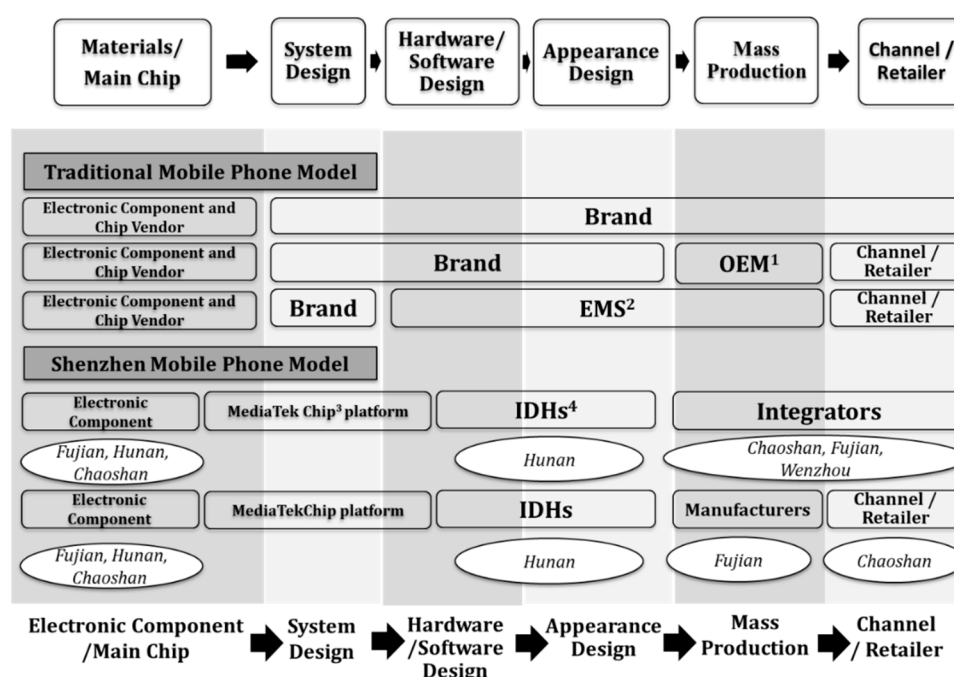 Materials/
Main Chip
System
Design
Hardware/
Software
Design
Appearance
Design
Mass
Production
Channel /
Retailer
Traditional Mobile Phone Model
Electronic Component and
Chip Vendor
Brand
Electronic Component and
Chip Vendor
Brand
OEM¹
Channel /
Retailer
Electronic Component and
Chip Vendor
Brand
EMS²
Channel /
Retailer
Shenzhen Mobile Phone Model
Electronic
Component
MediaTek Chip³ platform
IDHs⁴
Integrators
Fujian, Hunan,
Chaoshan
Hunan
Chaoshan, Fujian,
Wenzhou
Electronic
Component
MediaTekChip platform
IDHs
Manufacturers
Channel /
Retailer
Fujian, Hunan,
Chaoshan
Hunan
Fujian
Chaoshan
Electronic Component
/Main Chip
System
Design
Hardware
/Software
Design
Appearance
Design
Mass
Production
Channel
/ Retailer